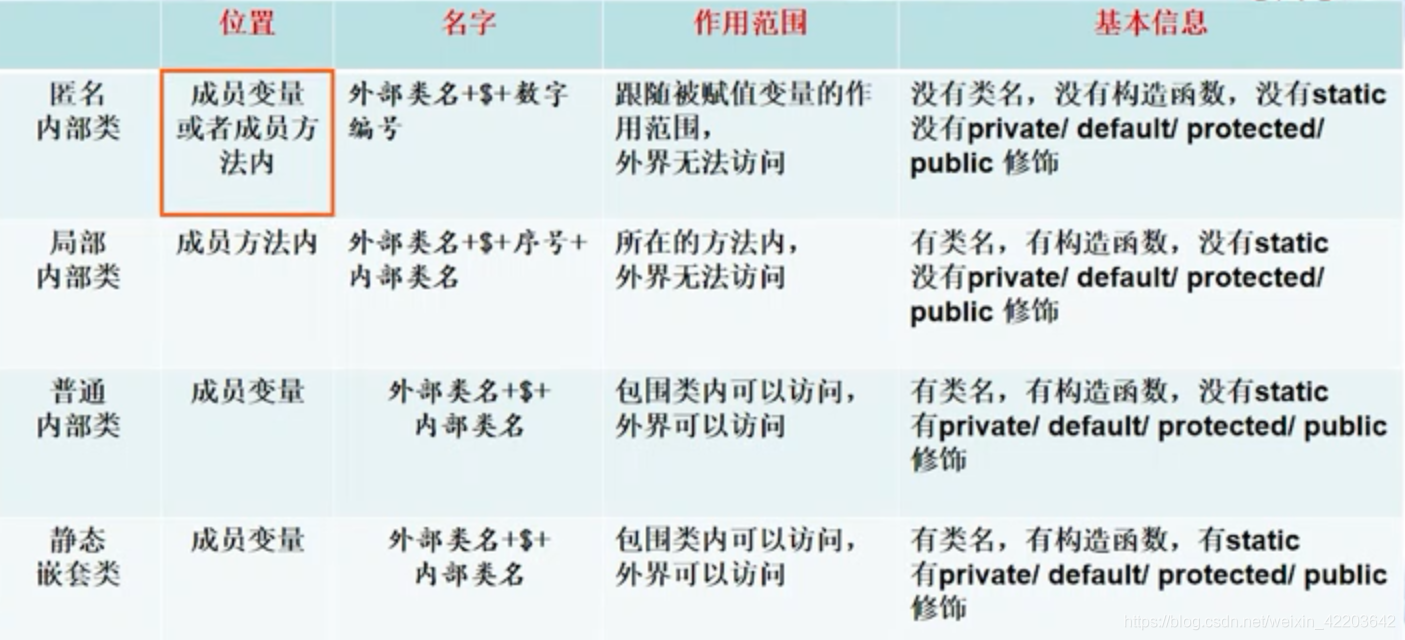 位置 名字 作用范围 基本信息
匿名
内部类
成员变量
或者成员方
法内
外部类名+$+数字
编号
跟随被赋值变量的作
用范围，
外界无法访问
没有类名，没有构造函数，没有static
没有private/ default/ protected/
public 修饰
局部
内部类
成员方法内
外部类名+$+序号+
内部类名
所在的方法内，
外界无法访问
有类名，有构造函数，没有static
没有private/ default/ protected/
public 修饰
普通
内部类
成员变量
外部类名+$+
内部类名
包围类内可以访问，
外界可以访问
有类名，有构造函数，没有static
有private/ default/ protected/ public
修饰
静态
嵌套类
成员变量
外部类名+$+
内部类名
包围类内可以访问，
外界可以访问
有类名，有构造函数，有static
有private/ default/ protected/ public
修饰
https://blog.csdn.net/weixin_42203642